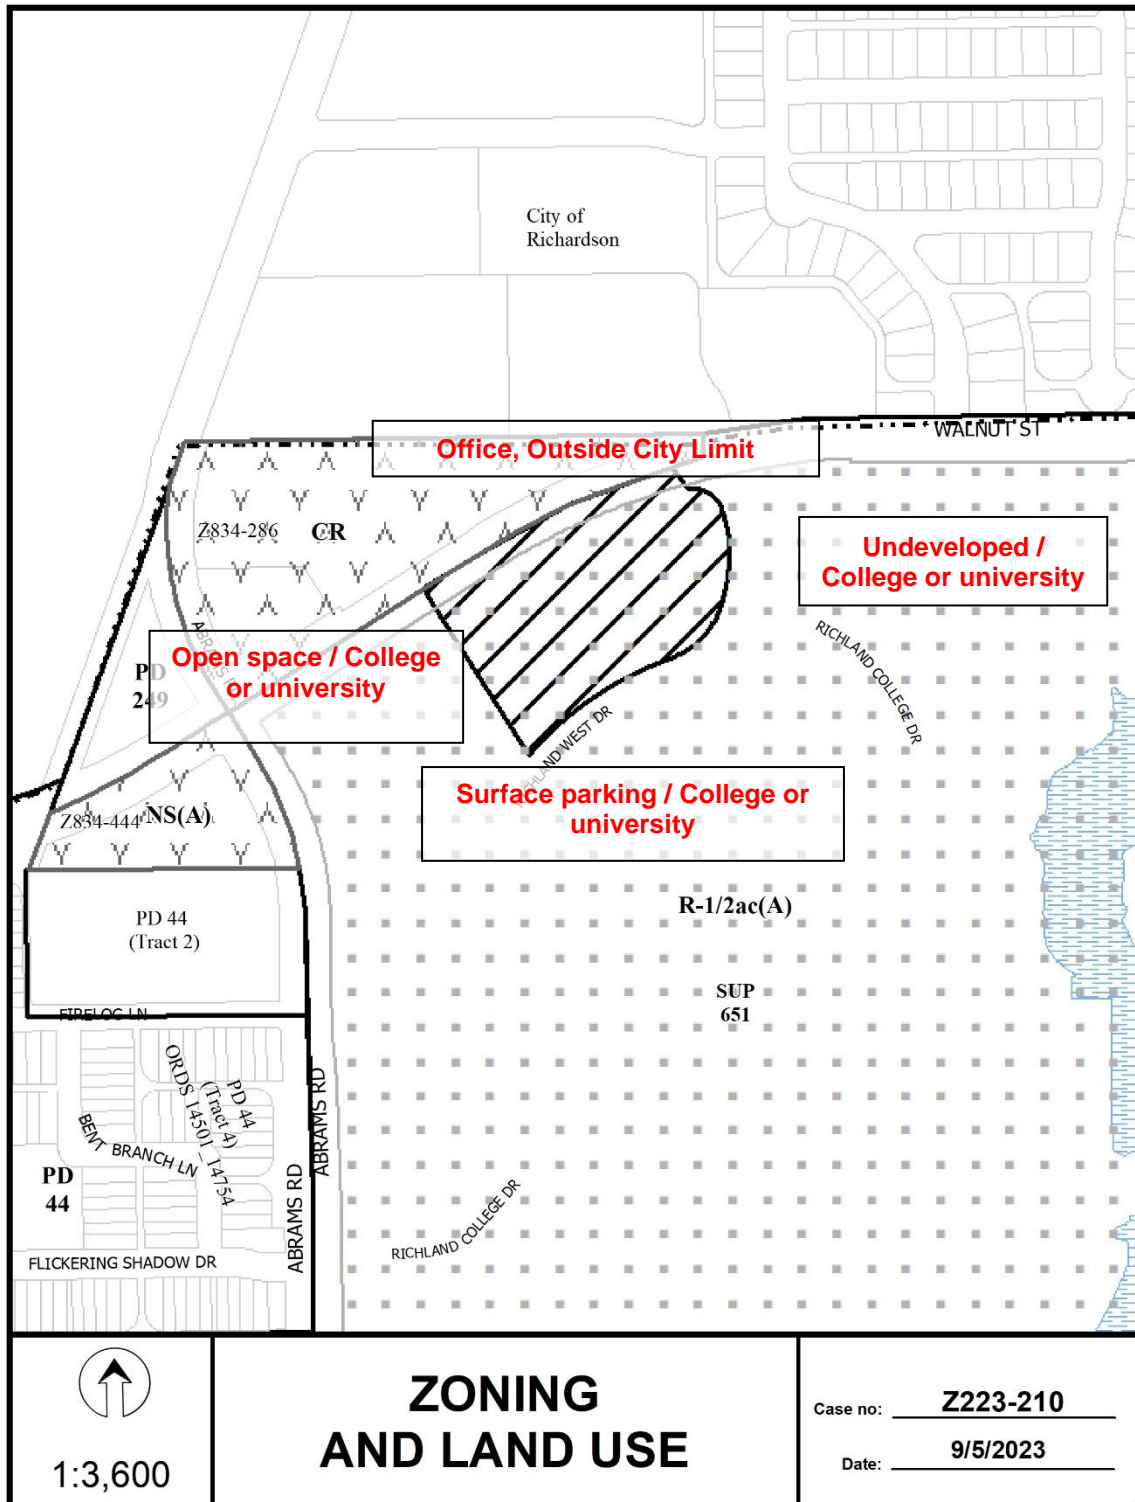 City of
Richardson
WALNUT ST
Office, Outside City Limit
Z834-286
CR
Undeveloped /
College or university
ABRAMS RD
Open space / College
or university
PD
249
RICHLAND COLLEGE DR
RICHLAND WEST DR
Surface parking / College or
university
Z834-444
NS(A)
R-1/2ac(A)
PD 44
(Tract 2)
SUP
651
FIRELOG LN
PD 44
(Tract 4)
ORDS 14501_14754
BENT BRANCH LN
ABRAMS RD
ABRAMS RD
PD
44
RICHLAND COLLEGE DR
FLICKERING SHADOW DR
1:3,600
ZONING
AND LAND USE
Case no: Z223-210
Date: 9/5/2023